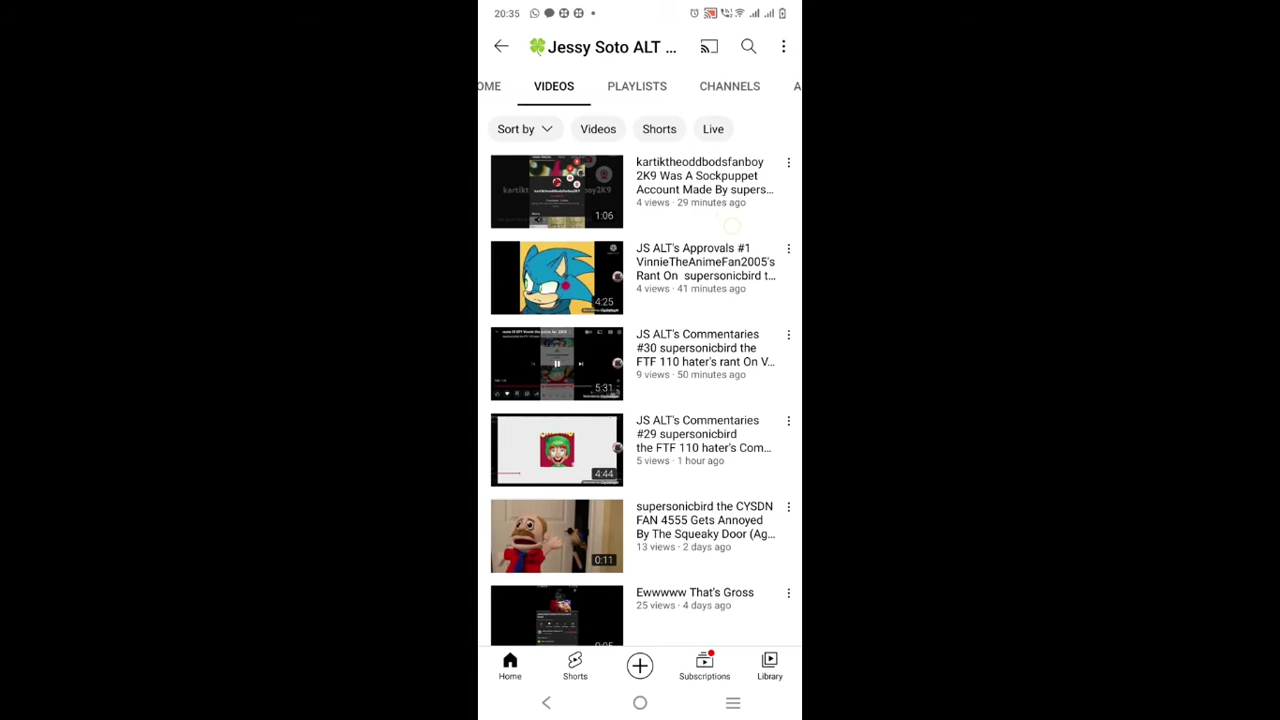 20:35
🍀Jessy Soto ALT ...
OME VIDEOS PLAYLISTS CHANNELS A
Sort by Videos Shorts Live
kartiktheoddbodsfanboy
2K9 Was A Sockpuppet
Account Made By supers...
4 views · 29 minutes ago
1:06
JS ALT's Approvals #1
VinnieTheAnimeFan2005's
Rant On supersonicbird t...
4 views · 41 minutes ago
4:25
JS ALT's Commentaries
#30 supersonicbird the
FTF 110 hater's rant On V...
9 views · 50 minutes ago
5:31
JS ALT's Commentaries
#29 supersonicbird
the FTF 110 hater's Com...
5 views · 1 hour ago
4:44
supersonicbird the CYSDN
FAN 4555 Gets Annoyed
By The Squeaky Door (Ag...
13 views · 2 days ago
0:11
Ewwwww That's Gross
25 views · 4 days ago
Home Shorts Subscriptions Library